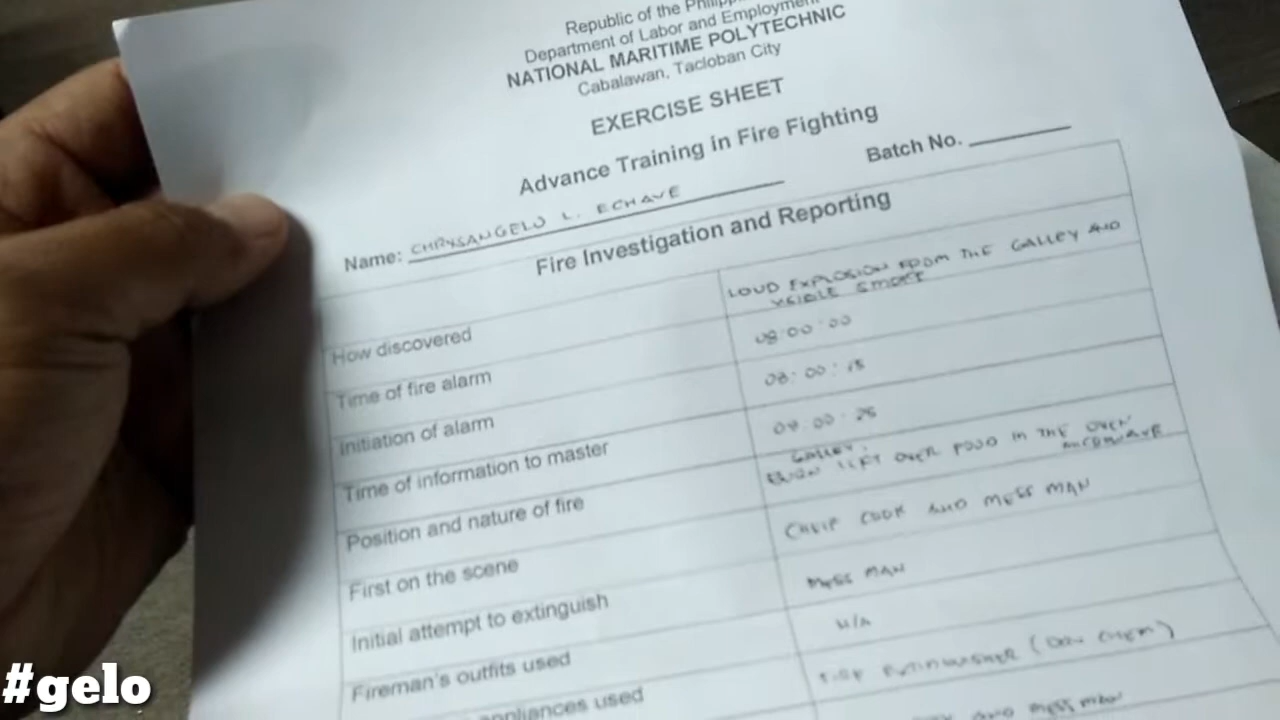 Republic of the
Department of Labor and Employment
NATIONAL MARITIME POLYTECHNIC
Cabalawan, Tacloban City
EXERCISE SHEET
Advance Training in Fire Fighting
Batch No.
Name: CHRYSANGELO L. ECHAVE
Fire Investigation and Reporting
How discovered
LOUD EXPLOSION FROM THE GALLEY AND
VISIBLE SMOKE
Time of fire alarm
08:00:00
Initiation of alarm
08:00:15
Time of information to master
08:00:25
Position and nature of fire
GALLEY,
LEFT OVER FOOD IN THE OVEN
MICROWAVE
First on the scene
CHEIF COOK AND MESS MAN
Initial attempt to extinguish
MESS MAN
Fireman's outfits used
N/A
appliances used
FIRE EXTINGUISHER (DRY CHEM)
AND MESS MAN
#gelo